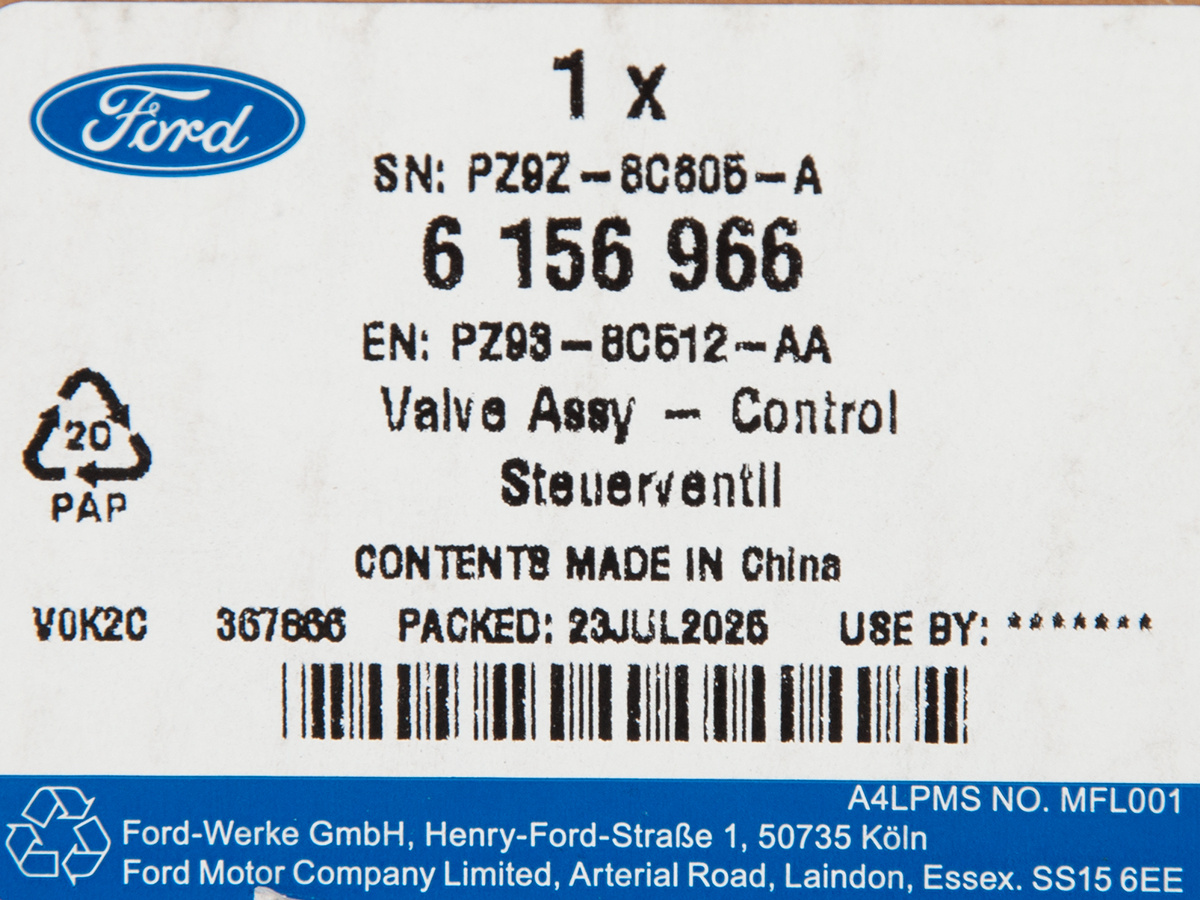 Ford
1 x
SN: PZ9Z-8C605-A
6 156 966
EN: PZ93-8C512-AA
Valve Assy - Control
Steuerventil
20
PAP
CONTENTS MADE IN China
V0K2C 367666 PACKED: 23JUL2025 USE BY: *******
A4LPMS NO. MFL001
Ford-Werke GmbH, Henry-Ford-Straße 1, 50735 Köln
Ford Motor Company Limited, Arterial Road, Laindon, Essex. SS15 6EE